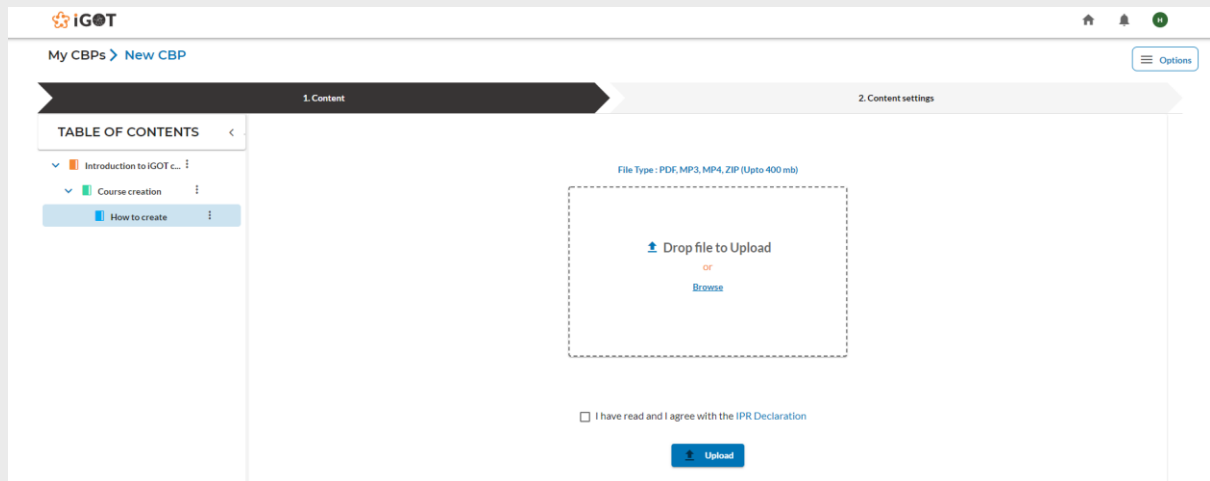 iGOT
My CBPs New CBP
Options
1. Content
2. Content settings
TABLE OF CONTENTS
Introduction to iGOT c...
Course creation
How to create
File Type : PDF, MP3, MP4, ZIP (Upto 400 mb)
Drop file to Upload
or
Browse
I have read and I agree with the IPR Declaration
Upload
H